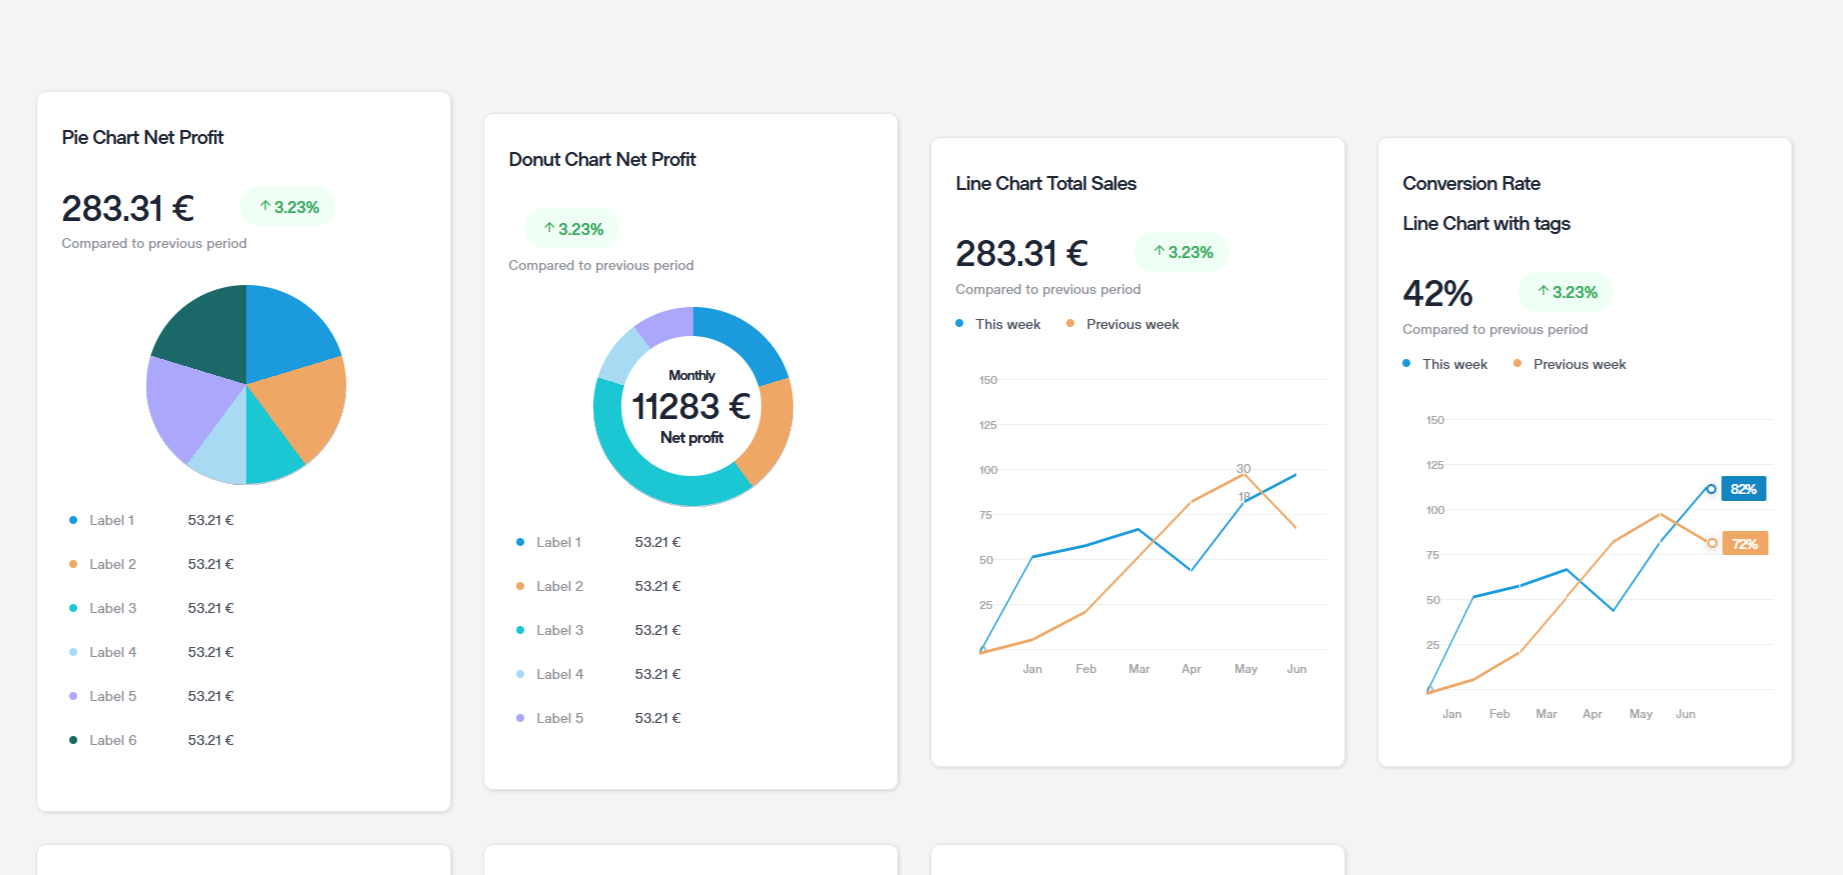 Pie Chart Net Profit
283.31 €
↑ 3.23%
Compared to previous period
Label 1 53.21 €
Label 2 53.21 €
Label 3 53.21 €
Label 4 53.21 €
Label 5 53.21 €
Label 6 53.21 €
Donut Chart Net Profit
↑ 3.23%
Compared to previous period
Monthly
11283 €
Net profit
Label 1 53.21 €
Label 2 53.21 €
Label 3 53.21 €
Label 4 53.21 €
Label 5 53.21 €
Line Chart Total Sales
283.31 €
↑ 3.23%
Compared to previous period
This week Previous week
150
125
100
75
50
25
0
30
18
Jan Feb Mar Apr May Jun
Conversion Rate
Line Chart with tags
42%
↑ 3.23%
Compared to previous period
This week Previous week
150
125
100
75
50
25
0
82%
72%
Jan Feb Mar Apr May Jun